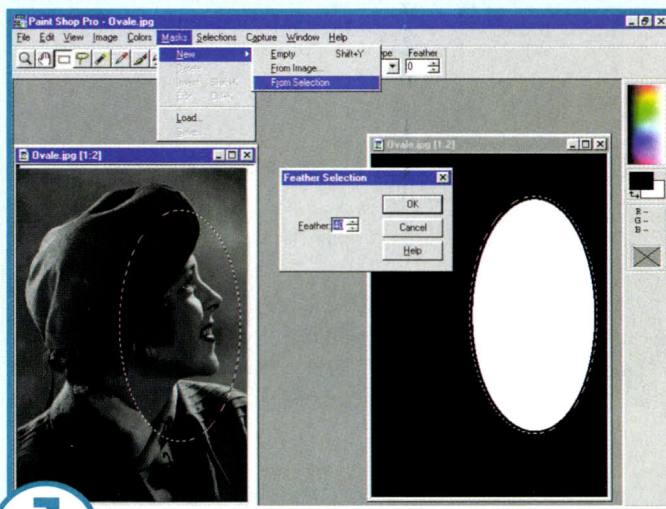 Paint Shop Pro - Ovale.jpg
File Edit View Image Colors Masks Selections Capture Window Help
New
Empty Shift+Y
From Image...
From Selection
Feather
0
Load...
Ovale.jpg [1:2]
Ovale.jpg [1:2]
Feather Selection
Feather:
OK
Cancel
Help
R --
G --
B --